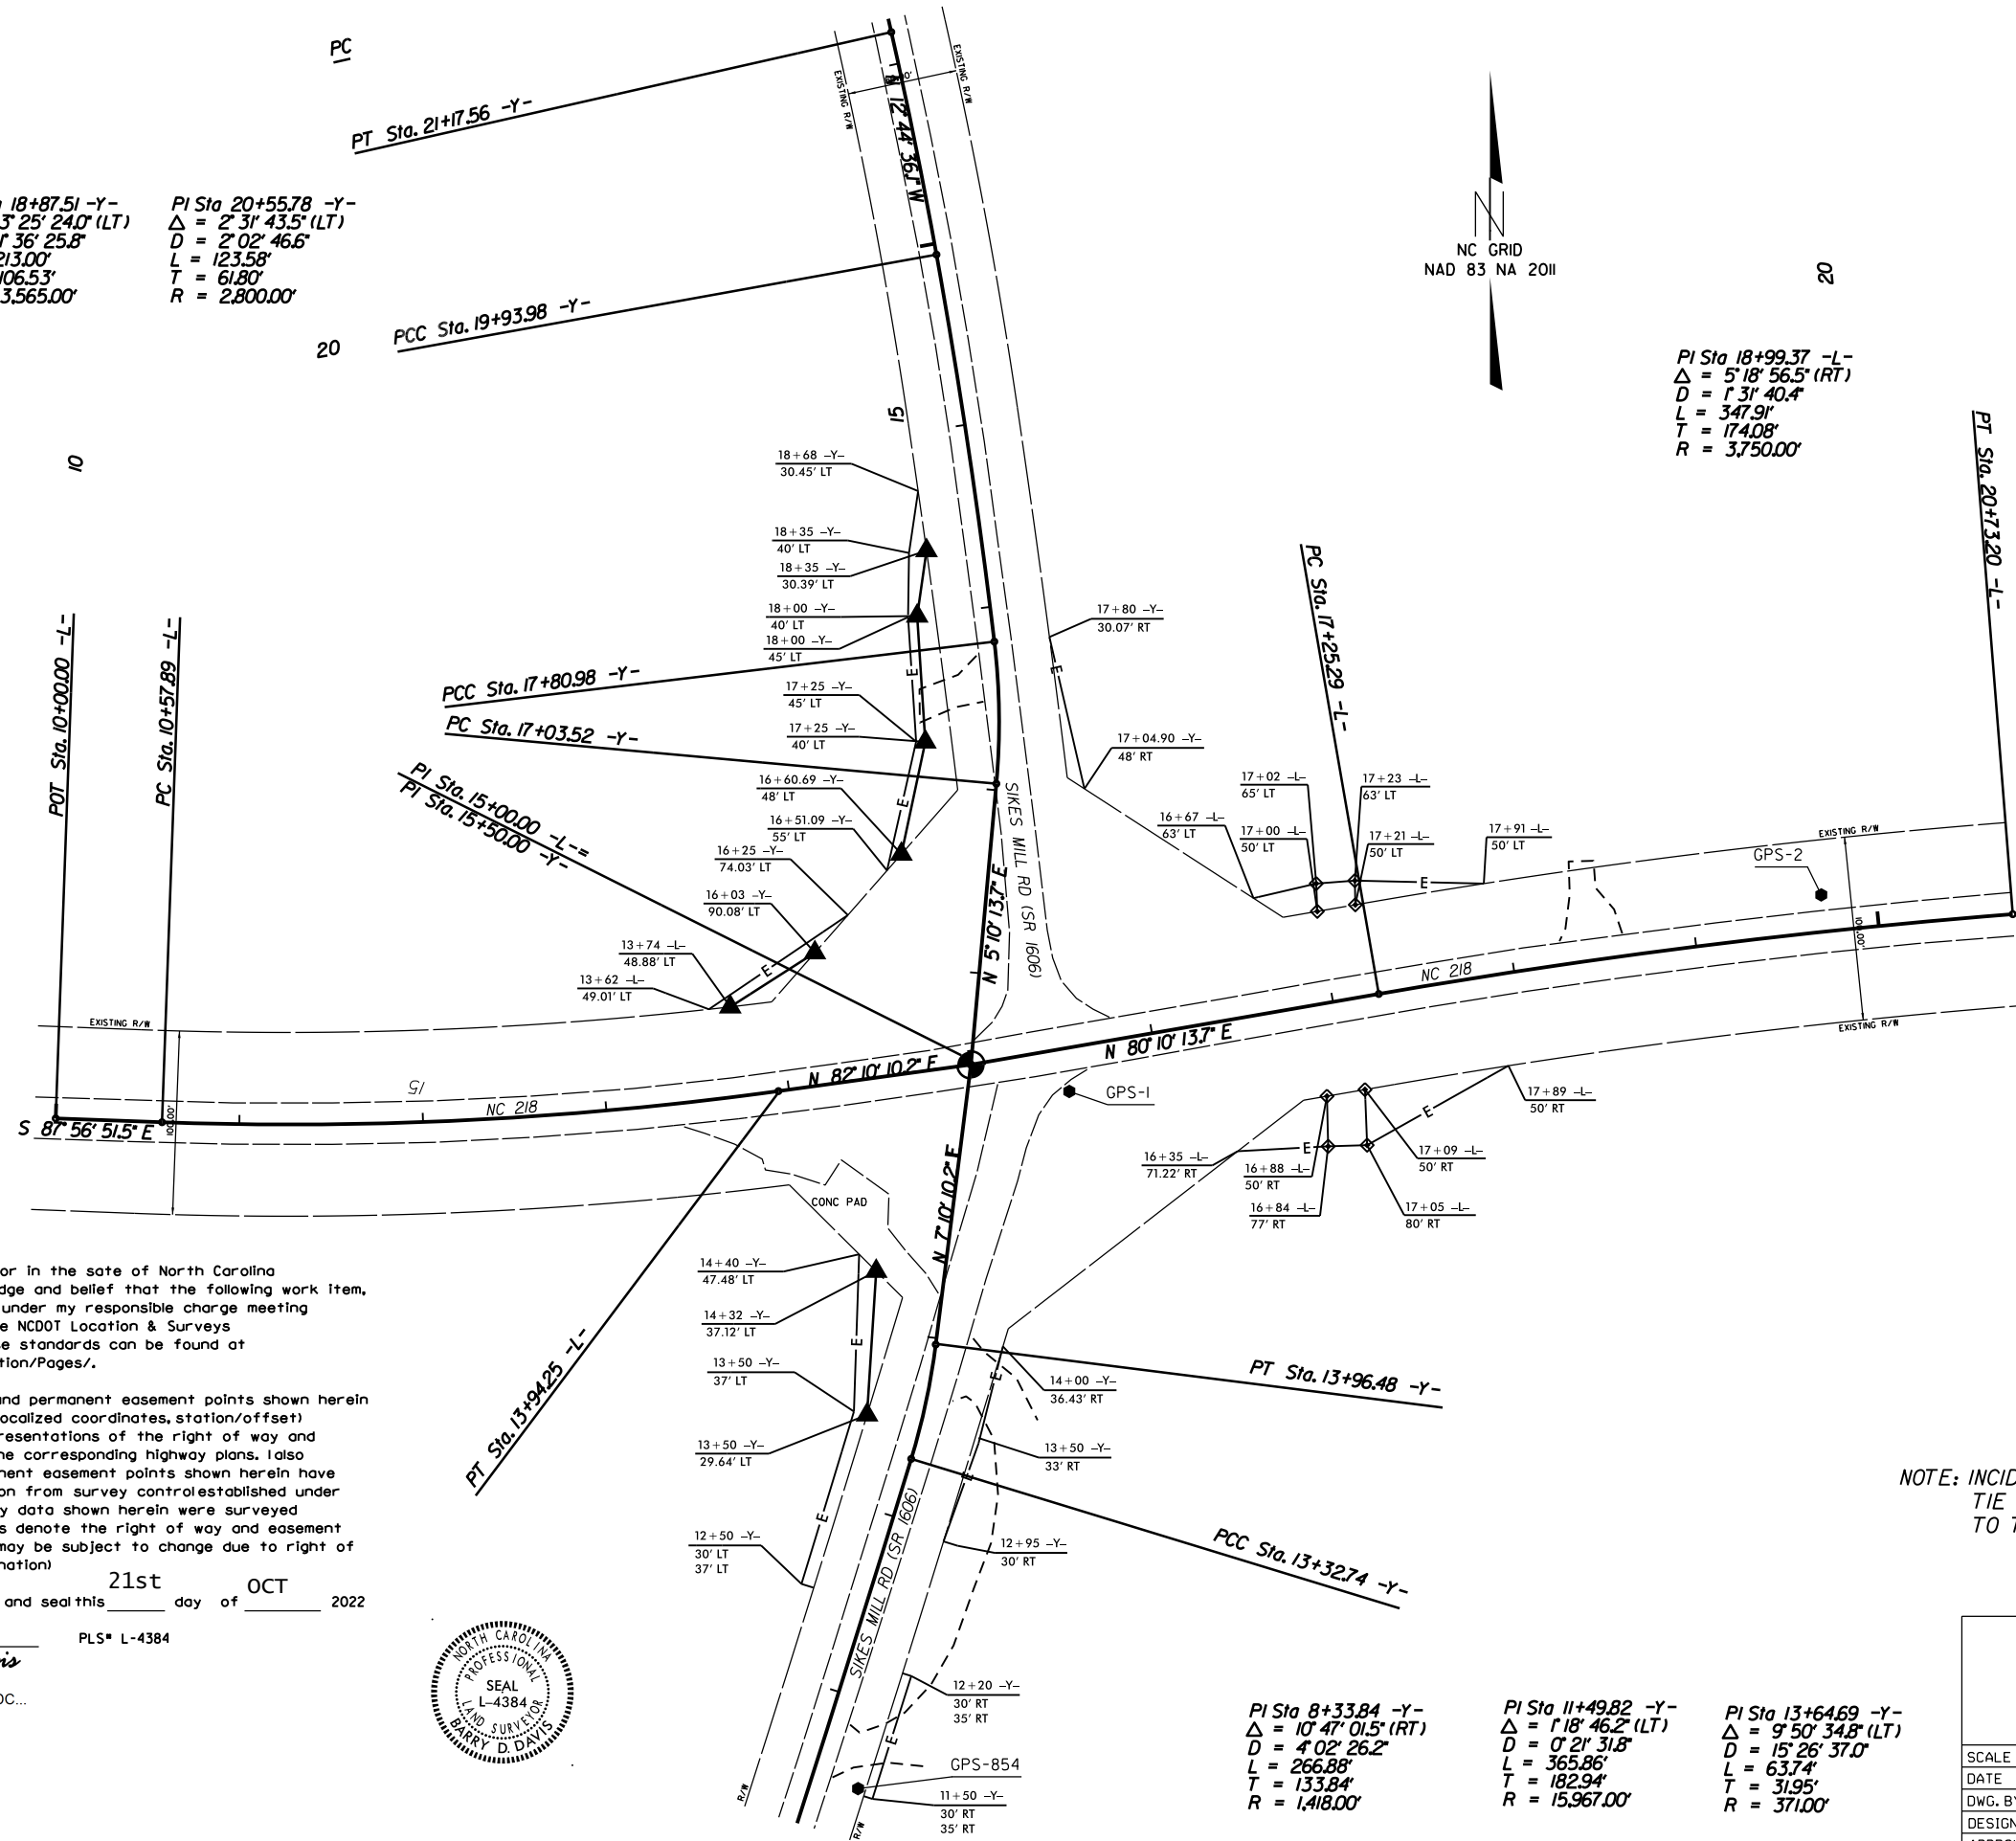 PC
PT Sta. 21+17.56 -Y-
EXISTING R/W
EXISTING R/W
N 12° 44' 36.1" W
18+87.51 -Y-
3° 25' 24.0" (LT)
1° 36' 25.8"
213.00'
106.53'
3,565.00'
PI Sta 20+55.78 -Y-
△ = 2° 31' 43.5" (LT)
D = 2° 02' 46.6"
L = 123.58'
T = 61.80'
R = 2,800.00'
PCC Sta. 19+93.98 -Y-
20
10
15
NC GRID
NAD 83 NA 2011
20
PI Sta 18+99.37 -L-
△ = 5° 18' 56.5" (RT)
D = 1° 31' 40.4"
L = 347.91'
T = 174.08'
R = 3,750.00'
PT Sta. 20+73.20 -L-
18+68 -Y-
30.45' LT
18+35 -Y-
40' LT
18+35 -Y-
30.39' LT
18+00 -Y-
40' LT
18+00 -Y-
45' LT
17+80 -Y-
30.07' RT
E
E
PC Sta. 17+25.29 -L-
POT Sta. 10+00.00 -L-
PC Sta. 10+57.89 -L-
PCC Sta. 17+80.98 -Y-
PC Sta. 17+03.52 -Y-
17+25 -Y-
45' LT
17+25 -Y-
40' LT
17+04.90 -Y-
48' RT
PI Sta. 15+00.00 -L-=
PI Sta. 15+50.00 -Y-
16+60.69 -Y-
48' LT
16+51.09 -Y-
55' LT
E
16+25 -Y-
74.03' LT
16+03 -Y-
90.08' LT
13+74 -L-
48.88' LT
13+62 -L-
49.01' LT
E
SIKES MILL RD (SR 1606)
N 5° 10' 13.7" E
17+02 -L-
65' LT
17+23 -L-
63' LT
16+67 -L-
63' LT
17+00 -L-
50' LT
17+21 -L-
50' LT
17+91 -L-
50' LT
E
EXISTING R/W
GPS-2
100.00'
NC 218
EXISTING R/W
EXISTING R/W
N 80° 10' 13.7" E
N 82° 10' 10.2" E
15
NC 218
100.00'
S 87° 56' 51.5" E
GPS-1
17+89 -L-
50' RT
E
E
16+35 -L-
71.22' RT
16+88 -L-
50' RT
17+09 -L-
50' RT
16+84 -L-
77' RT
17+05 -L-
80' RT
CONC PAD
N 7° 10' 10.2" E
14+40 -Y-
47.48' LT
14+32 -Y-
37.12' LT
E
13+50 -Y-
37' LT
13+50 -Y-
29.64' LT
E
12+50 -Y-
30' LT
37' LT
PT Sta. 13+94.25 -L-
PT Sta. 13+96.48 -Y-
14+00 -Y-
36.43' RT
E
13+50 -Y-
33' RT
E
PCC Sta. 13+32.74 -Y-
12+95 -Y-
30' RT
SIKES MILL RD (SR 1606)
12+20 -Y-
30' RT
35' RT
E
GPS-854
11+50 -Y-
30' RT
35' RT
R/W
R/W
or in the sate of North Carolina
dge and belief that the following work item,
under my responsible charge meeting
e NCDOT Location & Surveys
se standards can be found at
tion/Pages/.
and permanent easement points shown herein
ocalized coordinates, station/offset)
resentations of the right of way and
he corresponding highway plans. I also
nent easement points shown herein have
on from survey control established under
y data shown herein were surveyed
s denote the right of way and easement
may be subject to change due to right of
nation)
and seal this 21st day of OCT 2022
PLS# L-4384
OC...
NORTH CAROLINA
PROFESSIONAL
SEAL
L-4384
LAND SURVEYOR
BARRY D. DAVIS
NOTE: INCID
TIE
TO T
PI Sta 8+33.84 -Y-
△ = 10° 47' 01.5" (RT)
D = 4° 02' 26.2"
L = 266.88'
T = 133.84'
R = 1,418.00'
PI Sta 11+49.82 -Y-
△ = 1° 18' 46.2" (LT)
D = 0° 21' 31.8"
L = 365.86'
T = 182.94'
R = 15,967.00'
PI Sta 13+64.69 -Y-
△ = 9° 50' 34.8" (LT)
D = 15° 26' 37.0"
L = 63.74'
T = 31.95'
R = 371.00'
SCALE
DATE
DWG. BY
DESIGN